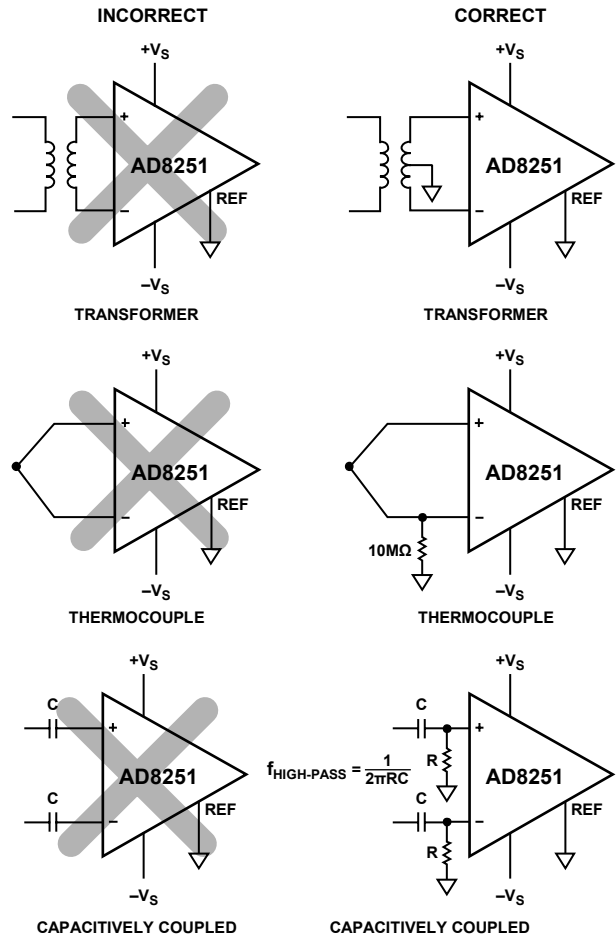 INCORRECT
CORRECT
+VS
+
AD8251
−
REF
−VS
TRANSFORMER
+VS
+
AD8251
−
REF
−VS
TRANSFORMER
+VS
+
AD8251
−
REF
−VS
THERMOCOUPLE
+VS
+
AD8251
−
REF
10MΩ
−VS
THERMOCOUPLE
+VS
C
+
AD8251
C
−
REF
−VS
CAPACITIVELY COUPLED
+VS
C
+
R
fHIGH-PASS = 1/2πRC
AD8251
C
−
R
REF
−VS
CAPACITIVELY COUPLED